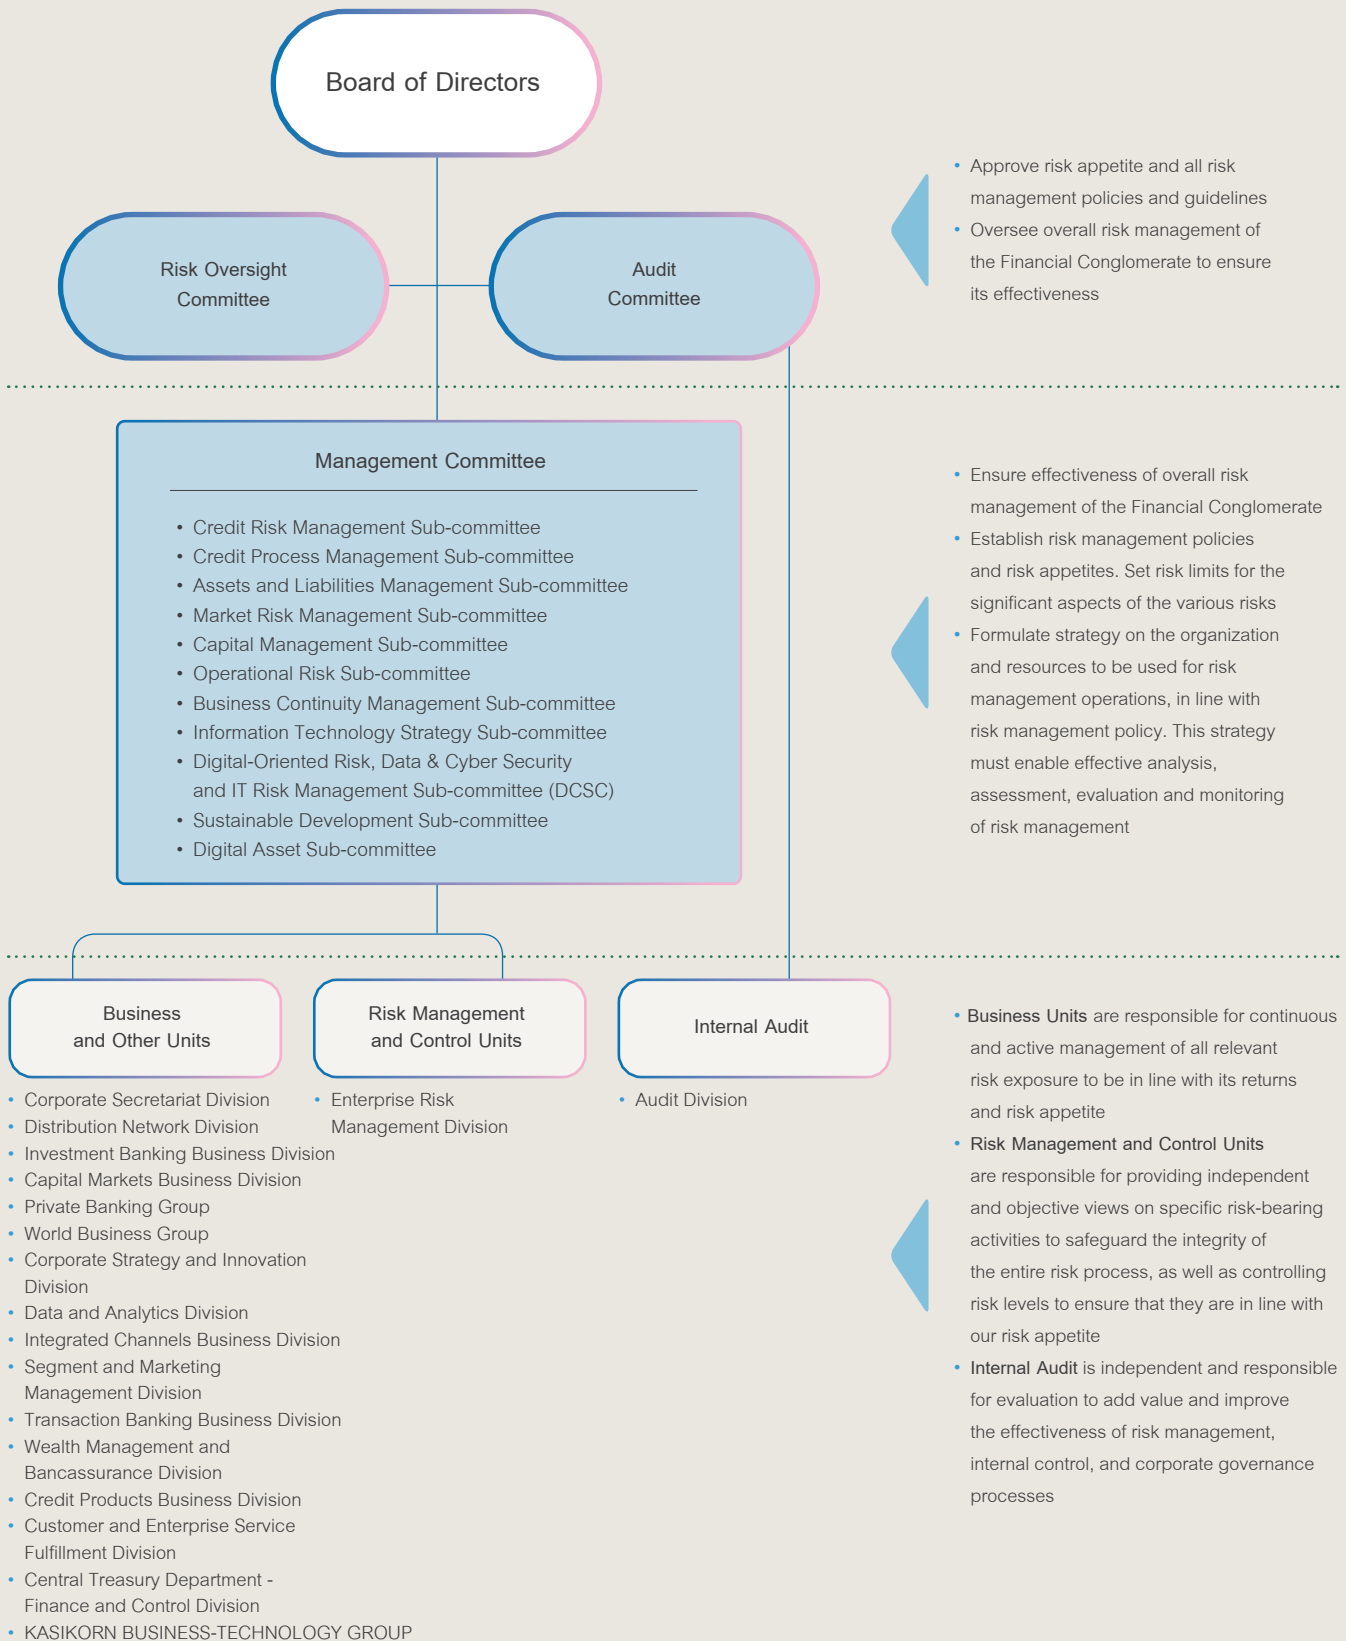 Board of Directors
Risk Oversight
Committee
Audit
Committee
• Approve risk appetite and all risk
management policies and guidelines
• Oversee overall risk management of
the Financial Conglomerate to ensure
its effectiveness
Management Committee
• Credit Risk Management Sub-committee
• Credit Process Management Sub-committee
• Assets and Liabilities Management Sub-committee
• Market Risk Management Sub-committee
• Capital Management Sub-committee
• Operational Risk Sub-committee
• Business Continuity Management Sub-committee
• Information Technology Strategy Sub-committee
• Digital-Oriented Risk, Data & Cyber Security
and IT Risk Management Sub-committee (DCSC)
• Sustainable Development Sub-committee
• Digital Asset Sub-committee
• Ensure effectiveness of overall risk
management of the Financial Conglomerate
• Establish risk management policies
and risk appetites. Set risk limits for the
significant aspects of the various risks
• Formulate strategy on the organization
and resources to be used for risk
management operations, in line with
risk management policy. This strategy
must enable effective analysis,
assessment, evaluation and monitoring
of risk management
Business
and Other Units
• Corporate Secretariat Division
• Distribution Network Division
• Investment Banking Business Division
• Capital Markets Business Division
• Private Banking Group
• World Business Group
• Corporate Strategy and Innovation
Division
• Data and Analytics Division
• Integrated Channels Business Division
• Segment and Marketing
Management Division
• Transaction Banking Business Division
• Wealth Management and
Bancassurance Division
• Credit Products Business Division
• Customer and Enterprise Service
Fulfillment Division
• Central Treasury Department -
Finance and Control Division
• KASIKORN BUSINESS-TECHNOLOGY GROUP
Risk Management
and Control Units
• Enterprise Risk
Management Division
Internal Audit
• Audit Division
• Business Units are responsible for continuous
and active management of all relevant
risk exposure to be in line with its returns
and risk appetite
• Risk Management and Control Units
are responsible for providing independent
and objective views on specific risk-bearing
activities to safeguard the integrity of
the entire risk process, as well as controlling
risk levels to ensure that they are in line with
our risk appetite
• Internal Audit is independent and responsible
for evaluation to add value and improve
the effectiveness of risk management,
internal control, and corporate governance
processes